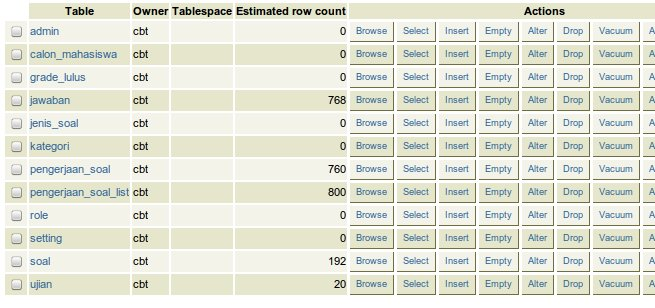 Table Owner Tablespace Estimated row count Actions
admin cbt 0 Browse Select Insert Empty Alter Drop Vacuum A
calon_mahasiswa cbt 0 Browse Select Insert Empty Alter Drop Vacuum A
grade_lulus cbt 0 Browse Select Insert Empty Alter Drop Vacuum A
jawaban cbt 768 Browse Select Insert Empty Alter Drop Vacuum A
jenis_soal cbt 0 Browse Select Insert Empty Alter Drop Vacuum A
kategori cbt 0 Browse Select Insert Empty Alter Drop Vacuum A
pengerjaan_soal cbt 760 Browse Select Insert Empty Alter Drop Vacuum A
pengerjaan_soal_list cbt 800 Browse Select Insert Empty Alter Drop Vacuum A
role cbt 0 Browse Select Insert Empty Alter Drop Vacuum A
setting cbt 0 Browse Select Insert Empty Alter Drop Vacuum A
soal cbt 192 Browse Select Insert Empty Alter Drop Vacuum A
ujian cbt 20 Browse Select Insert Empty Alter Drop Vacuum A